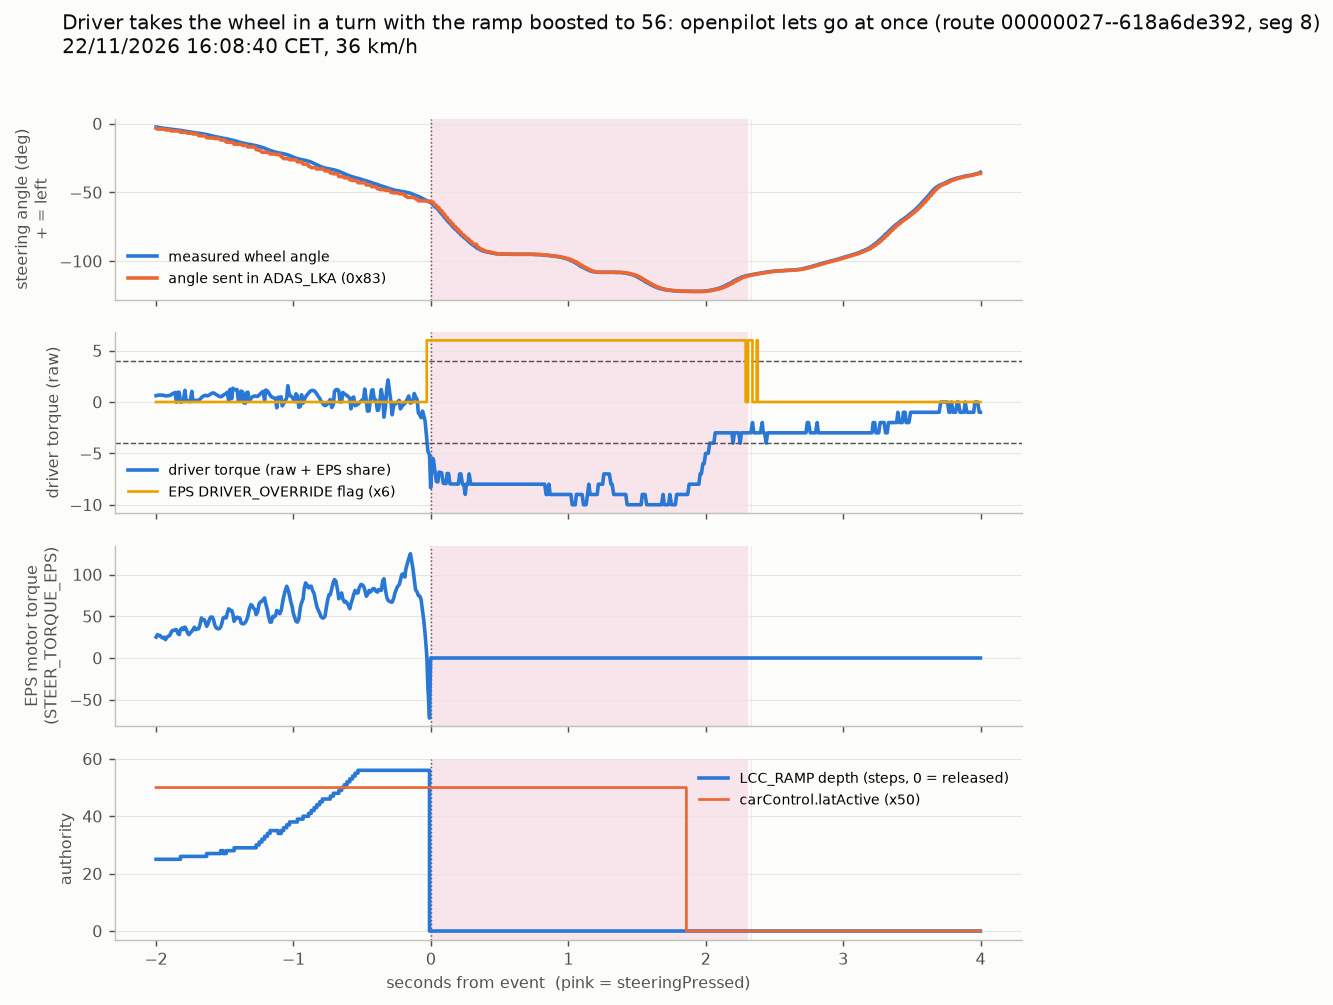 Driver takes the wheel in a turn with the ramp boosted to 56: openpilot lets go at once (route 00000027--618a6de392, seg 8)
22/11/2026 16:08:40 CET, 36 km/h
steering angle (deg)
+ = left
0
−50
−100
measured wheel angle
angle sent in ADAS_LKA (0x83)
driver torque (raw)
5
0
−5
−10
driver torque (raw + EPS share)
EPS DRIVER_OVERRIDE flag (x6)
EPS motor torque
(STEER_TORQUE_EPS)
100
50
0
−50
authority
60
40
20
0
LCC_RAMP depth (steps, 0 = released)
carControl.latActive (x50)
−2
−1
0
1
2
3
4
seconds from event  (pink = steeringPressed)